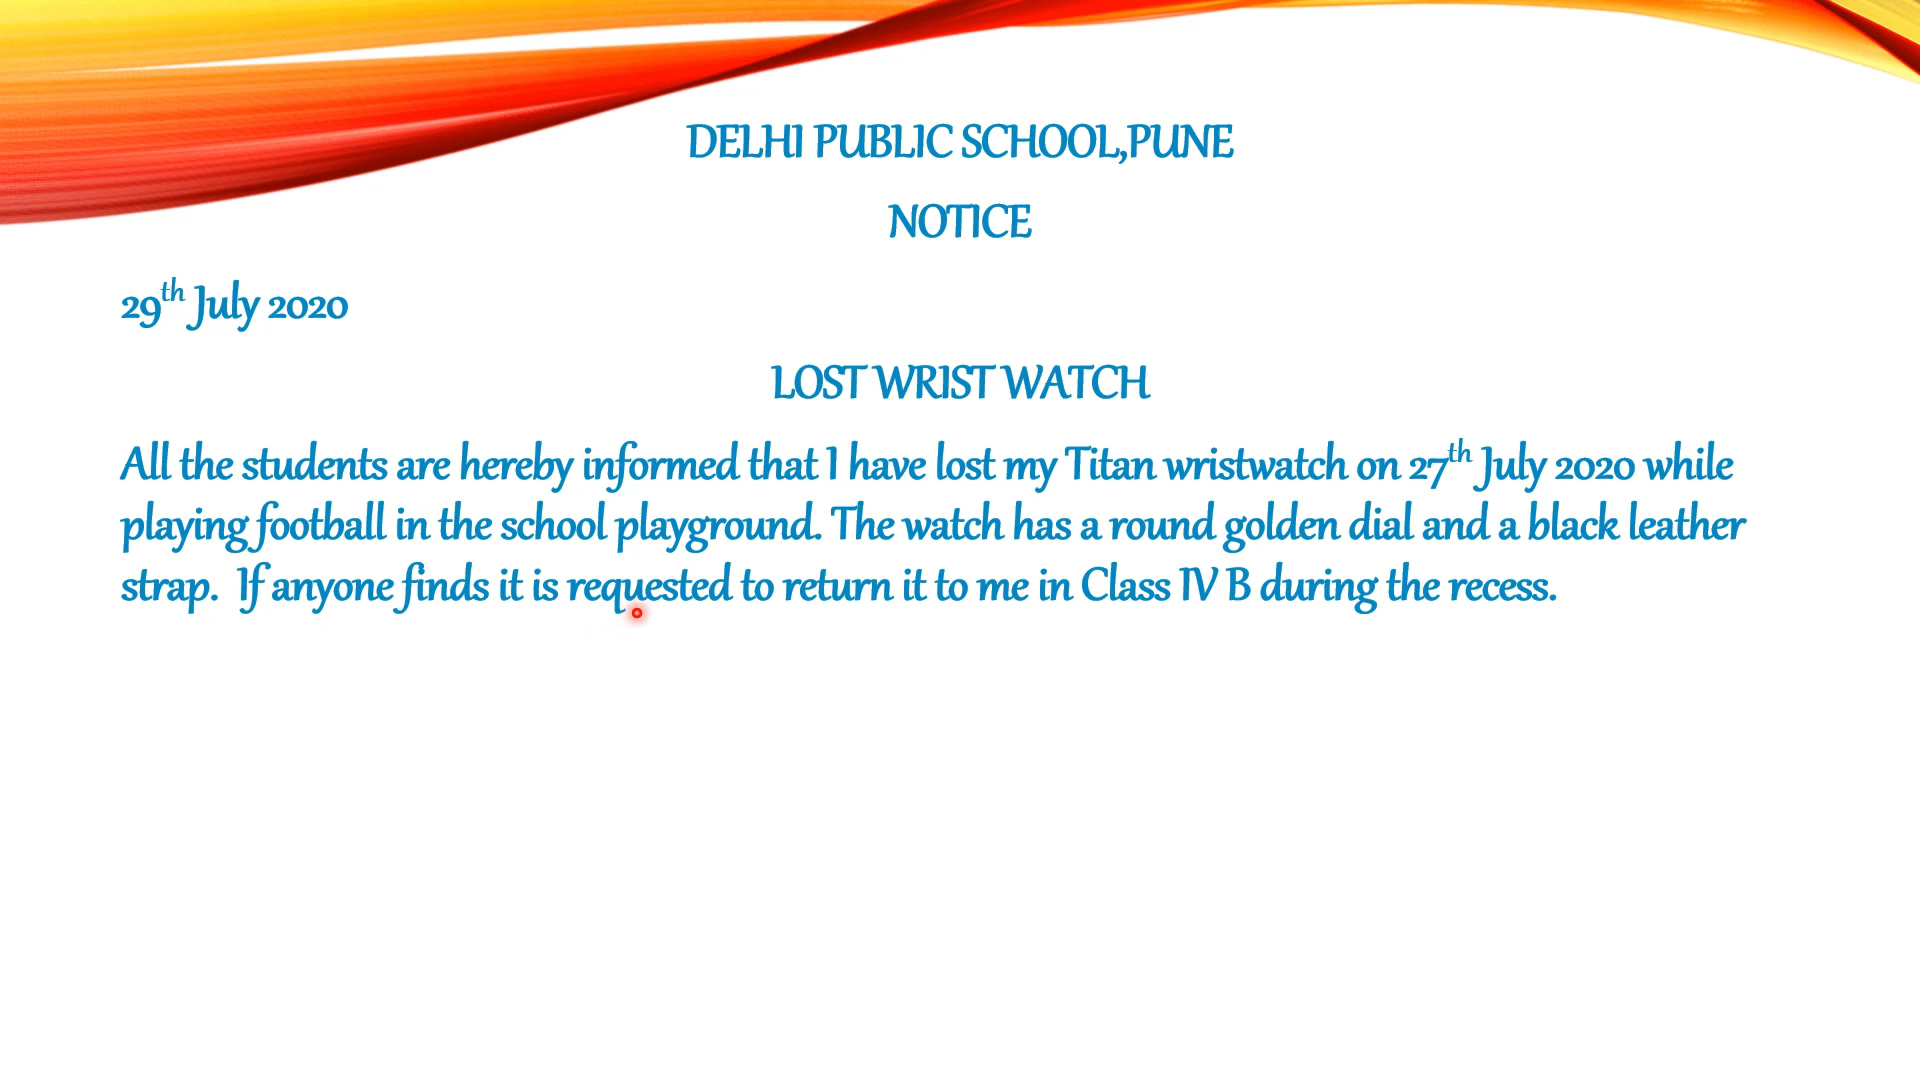 DELHI PUBLIC SCHOOL,PUNE
NOTICE
29th July 2020
LOST WRIST WATCH
All the students are hereby informed that I have lost my Titan wristwatch on 27th July 2020 while
playing football in the school playground. The watch has a round golden dial and a black leather
strap.  If anyone finds it is requested to return it to me in Class IV B during the recess.